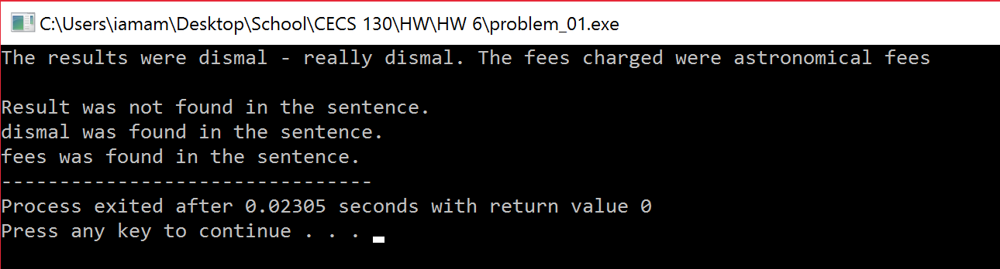 C:\Users\iamam\Desktop\School\CECS 130\HW\HW 6\problem_01.exe
The results were dismal - really dismal. The fees charged were astronomical fees
Result was not found in the sentence.
dismal was found in the sentence.
fees was found in the sentence.
--------------------------------
Process exited after 0.02305 seconds with return value 0
Press any key to continue . . .